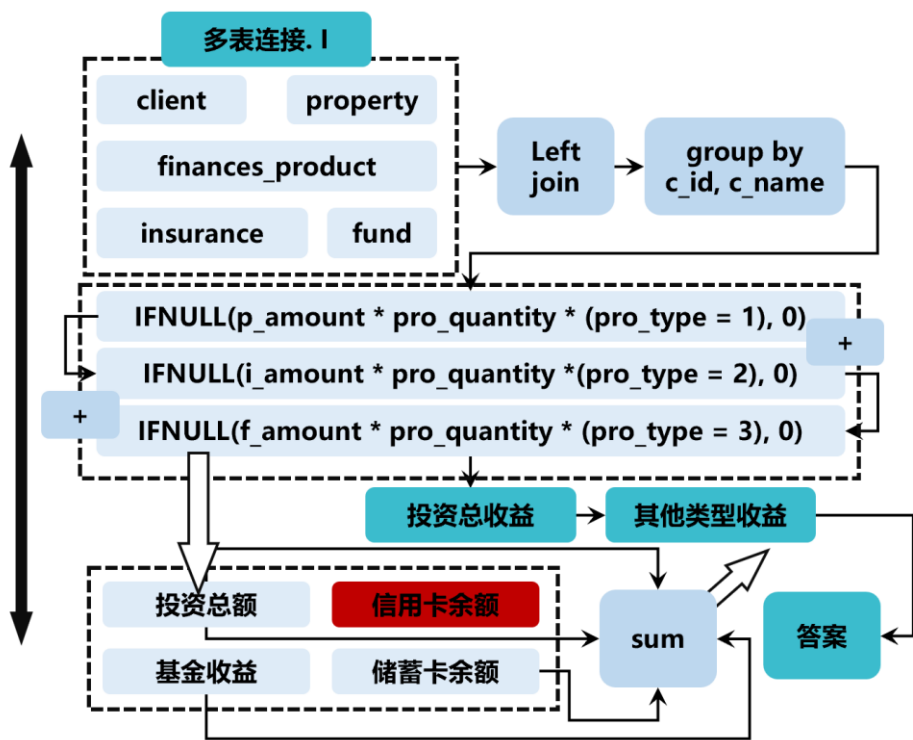 多表连接. I
client
property
finances_product
insurance
fund
Left
join
group by
c_id, c_name
IFNULL(p_amount * pro_quantity * (pro_type = 1), 0)
+
IFNULL(i_amount * pro_quantity *(pro_type = 2), 0)
+
IFNULL(f_amount * pro_quantity * (pro_type = 3), 0)
投资总收益
其他类型收益
投资总额
信用卡余额
基金收益
储蓄卡余额
sum
答案